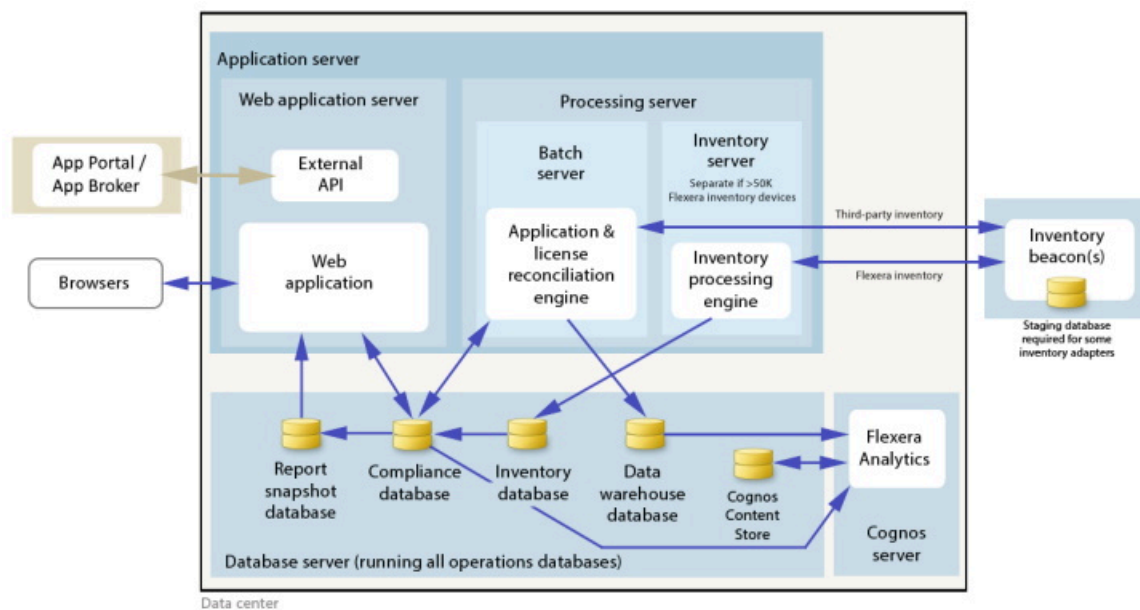 Application server
Web application server
Processing server
App Portal /
App Broker
External
API
Batch
server
Inventory
server
Separate if >50K
Flexera inventory devices
Third-party inventory
Browsers
Web
application
Application &
license
reconciliation
engine
Inventory
processing
engine
Flexera inventory
Inventory
beacon(s)
Staging database
required for some
inventory adapters
Report
snapshot
database
Compliance
database
Inventory
database
Data
warehouse
database
Cognos
Content
Store
Flexera
Analytics
Cognos
server
Database server (running all operations databases)
Data center